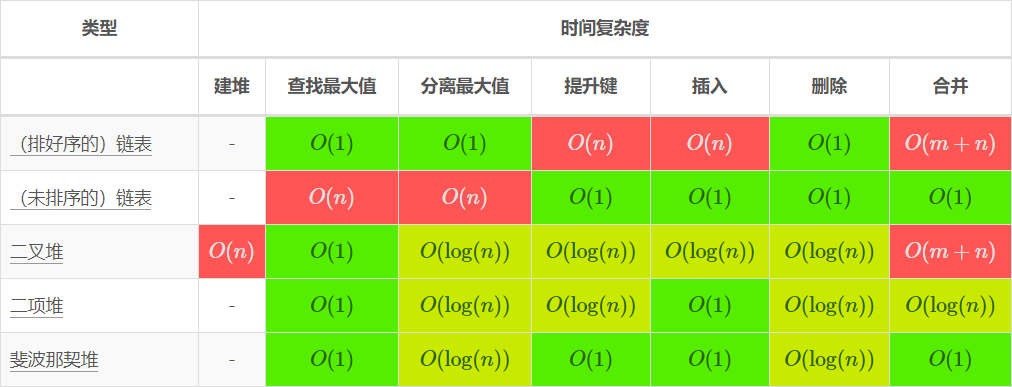 类型 时间复杂度
建堆 查找最大值 分离最大值 提升键 插入 删除 合并
（排好序的）链表 - O(1) O(1) O(n) O(n) O(1) O(m + n)
（未排序的）链表 - O(n) O(n) O(1) O(1) O(1) O(1)
二叉堆 O(n) O(1) O(log(n)) O(log(n)) O(log(n)) O(log(n)) O(m + n)
二项堆 - O(1) O(log(n)) O(log(n)) O(1) O(log(n)) O(log(n))
斐波那契堆 - O(1) O(log(n)) O(1) O(1) O(log(n)) O(1)